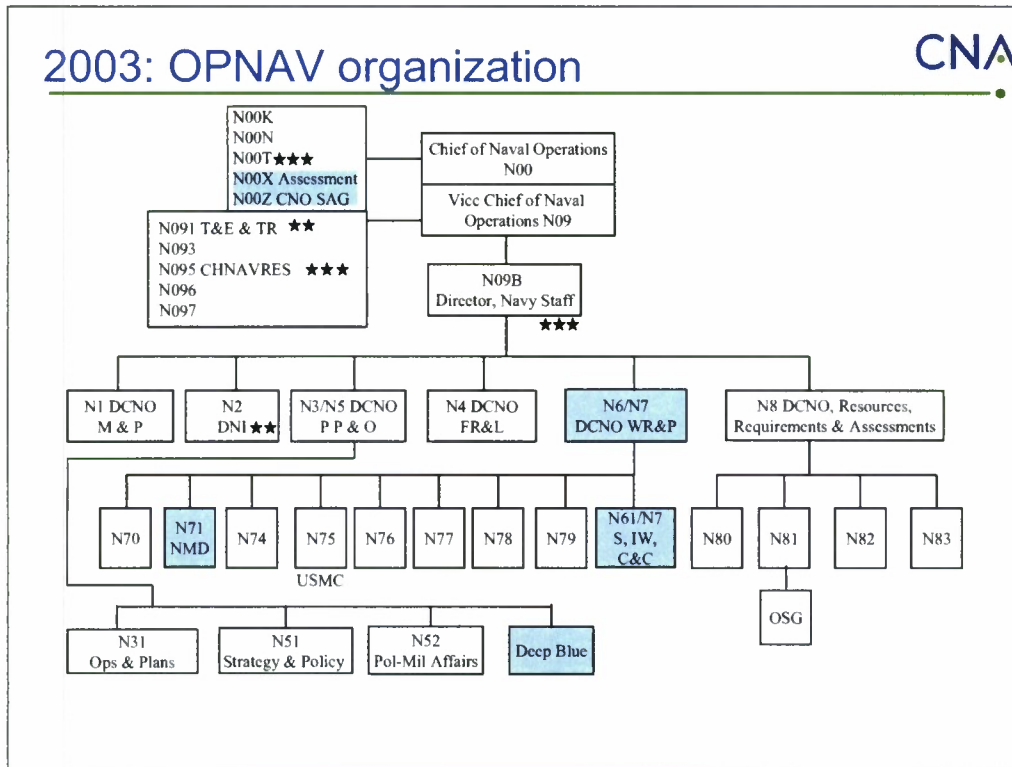 2003: OPNAV organization
CNA
N00K
N00N
N00T★★★
N00X Assessment
N00Z CNO SAG
Chief of Naval Operations
N00
Vice Chief of Naval
Operations N09
N091 T&E & TR ★★
N093
N095 CHNAVRES ★★★
N096
N097
N09B
Director, Navy Staff
★★★
N1 DCNO
M & P
N2
DNI★★
N3/N5 DCNO
P P & O
N4 DCNO
FR&L
N6/N7
DCNO WR&P
N8 DCNO, Resources,
Requirements & Assessments
N70
N71
NMD
N74
N75
USMC
N76
N77
N78
N79
N61/N7
S, IW,
C&C
N80
N81
N82
N83
OSG
N31
Ops & Plans
N51
Strategy & Policy
N52
Pol-Mil Affairs
Deep Blue